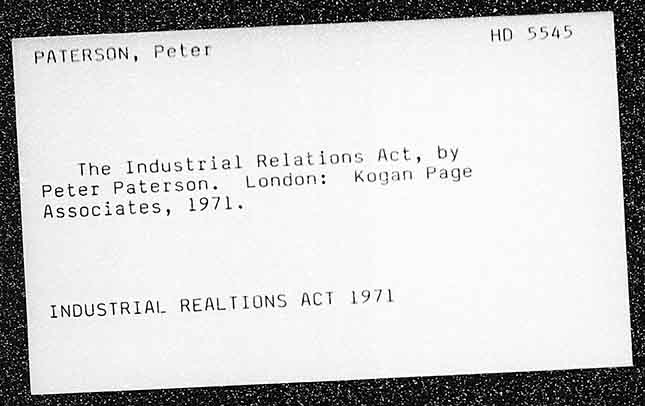 PATERSON, Peter
HD 5545
The Industrial Relations Act, by
Peter Paterson. London: Kogan Page
Associates, 1971.
INDUSTRIAL REALTIONS ACT 1971